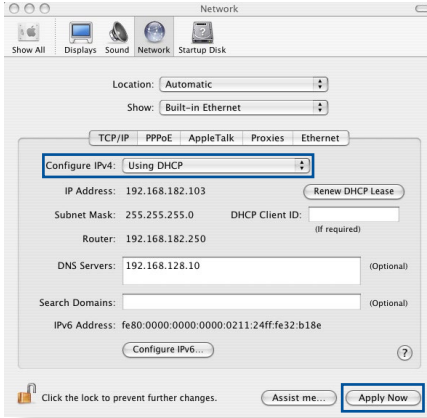 Network
Show All Displays Sound Network Startup Disk
Location: Automatic
Show: Built-in Ethernet
TCP/IP PPPoE AppleTalk Proxies Ethernet
Configure IPv4: Using DHCP
IP Address: 192.168.182.103 Renew DHCP Lease
Subnet Mask: 255.255.255.0 DHCP Client ID:
(If required)
Router: 192.168.182.250
DNS Servers: 192.168.128.10 (Optional)
Search Domains: (Optional)
IPv6 Address: fe80:0000:0000:0000:0211:24ff:fe32:b18e
Configure IPv6... ?
Click the lock to prevent further changes. Assist me... Apply Now